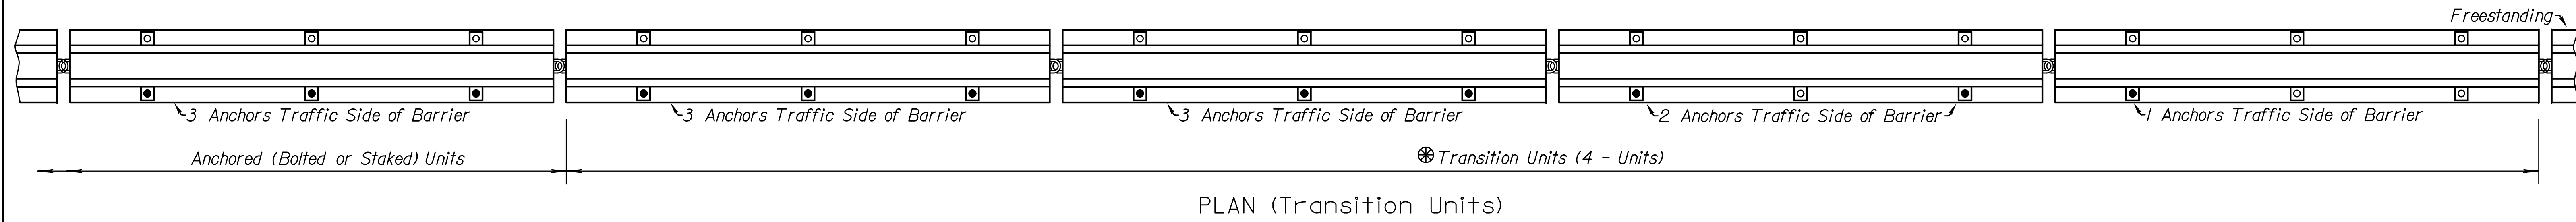 Freestanding
3 Anchors Traffic Side of Barrier
3 Anchors Traffic Side of Barrier
3 Anchors Traffic Side of Barrier
2 Anchors Traffic Side of Barrier
1 Anchors Traffic Side of Barrier
Anchored (Bolted or Staked) Units
Transition Units (4 - Units)
PLAN (Transition Units)